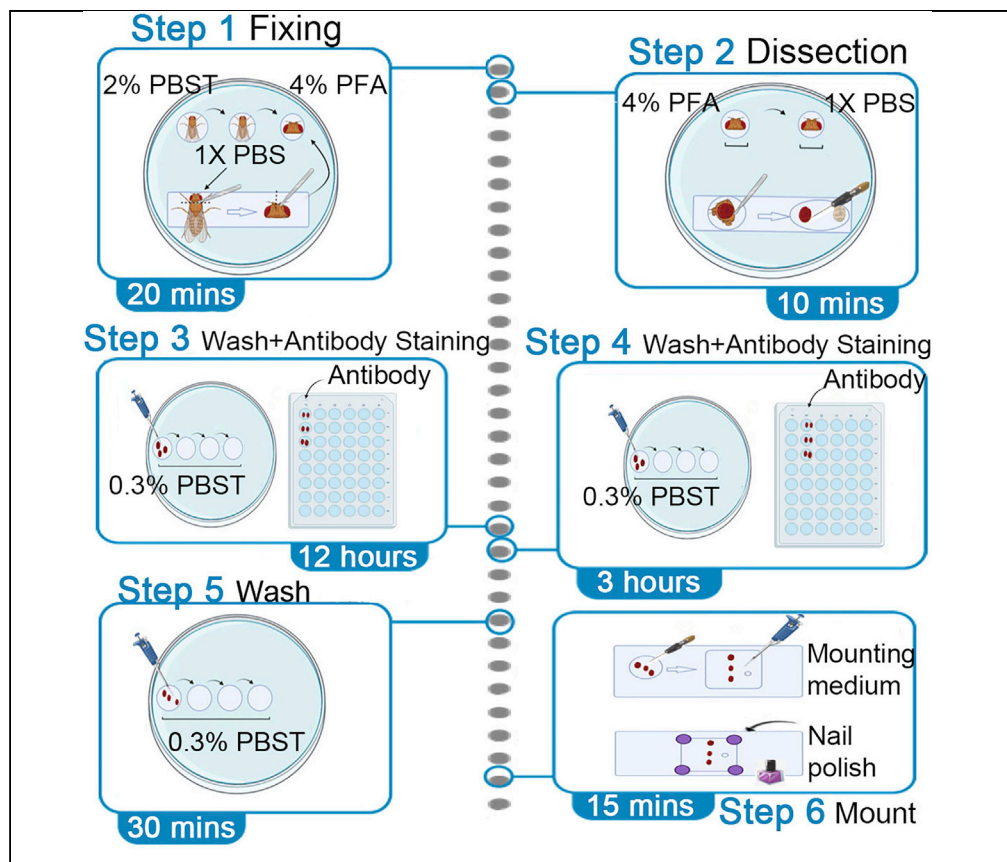 Step 1 Fixing
2% PBST 4% PFA
1X PBS
20 mins
Step 2 Dissection
4% PFA 1X PBS
10 mins
Step 3 Wash+Antibody Staining
Antibody
0.3% PBST
12 hours
Step 4 Wash+Antibody Staining
Antibody
0.3% PBST
3 hours
Step 5 Wash
0.3% PBST
30 mins
Mounting
medium
Nail
polish
15 mins
Step 6 Mount